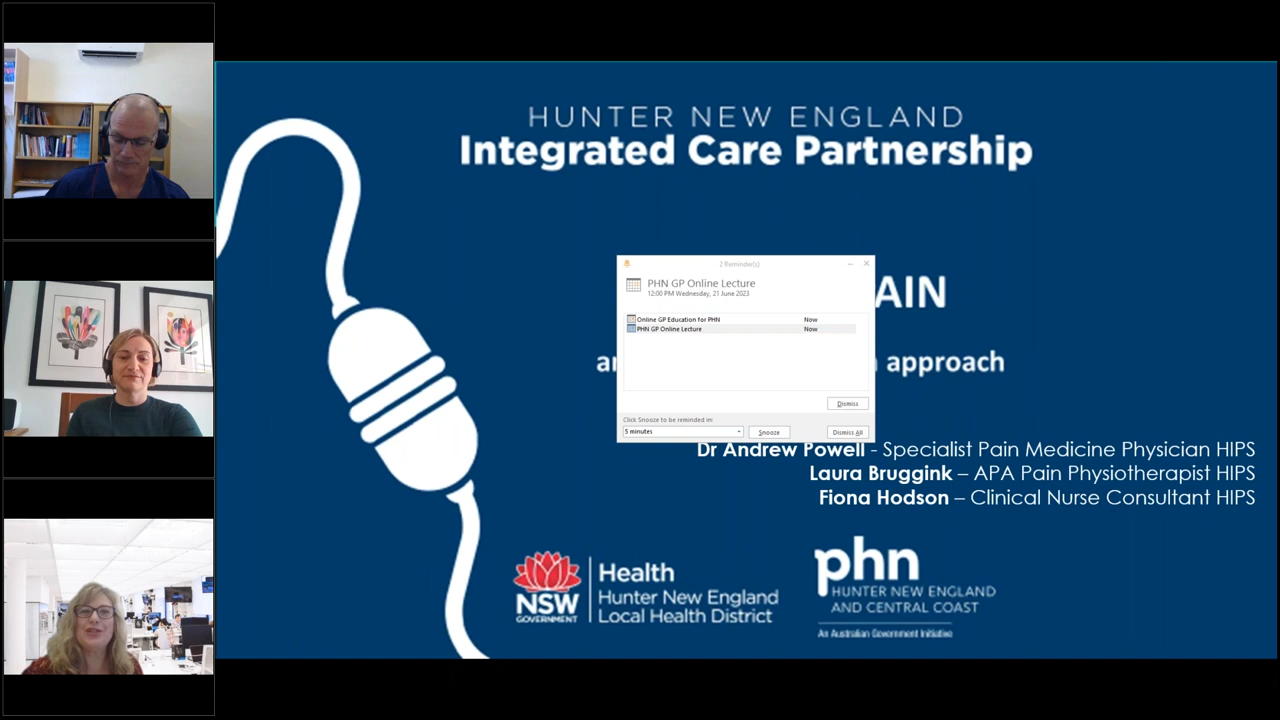 HUNTER NEW ENGLAND
Integrated Care Partnership
2 Reminder(s)
PHN GP Online Lecture
12:00 PM Wednesday, 21 June 2023
Online GP Education for PHN Now
PHN GP Online Lecture Now
Dismiss
Click Snooze to be reminded in:
5 minutes
Snooze
Dismiss All
AIN
approach
Dr Andrew Powell - Specialist Pain Medicine Physician HIPS
Laura Bruggink – APA Pain Physiotherapist HIPS
Fiona Hodson – Clinical Nurse Consultant HIPS
NSW
GOVERNMENT
Health
Hunter New England
Local Health District
phn
HUNTER NEW ENGLAND
AND CENTRAL COAST
An Australian Government Initiative